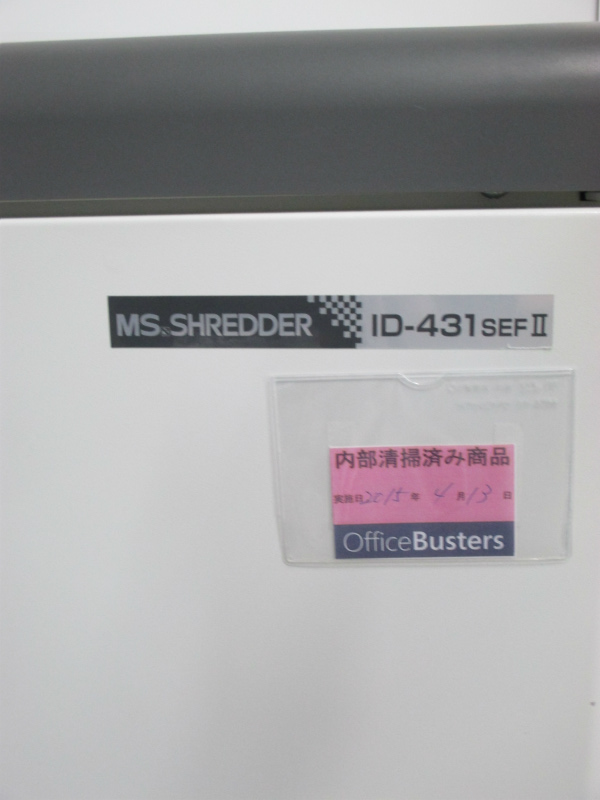 MS SHREDDER ID-431SEFⅡ
内部清掃済み商品
実施日2015年 4月13日
OfficeBusters